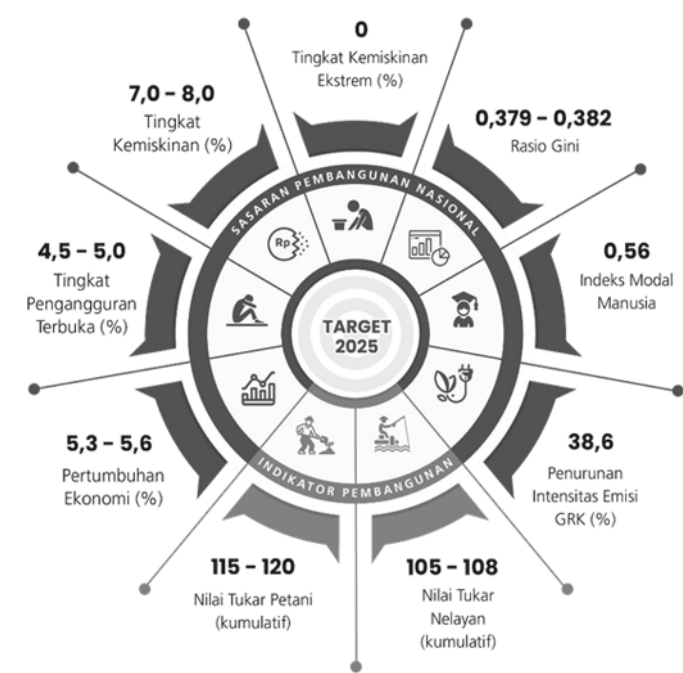 0
Tingkat Kemiskinan
Ekstrem (%)
0,379 – 0,382
Rasio Gini
0,56
Indeks Modal
Manusia
38,6
Penurunan
Intensitas Emisi
GRK (%)
105 – 108
Nilai Tukar
Nelayan
(kumulatif)
115 – 120
Nilai Tukar Petani
(kumulatif)
5,3 – 5,6
Pertumbuhan
Ekonomi (%)
4,5 – 5,0
Tingkat
Pengangguran
Terbuka (%)
7,0 – 8,0
Tingkat
Kemiskinan (%)
SASARAN PEMBANGUNAN NASIONAL
Rp
TARGET
2025
INDIKATOR PEMBANGUNAN